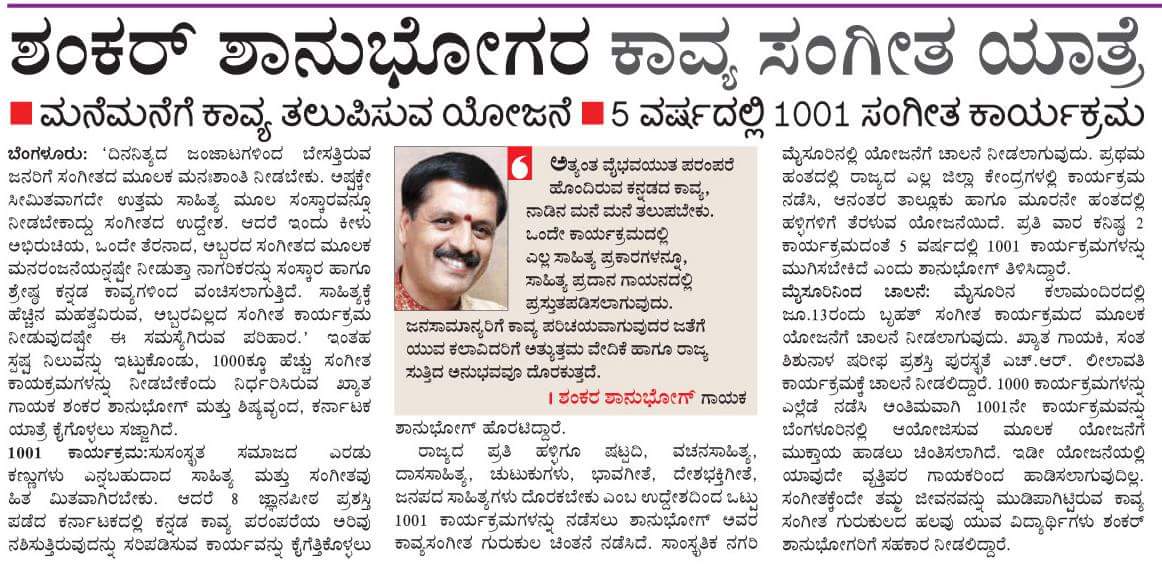 ಶಂಕರ್ ಶಾನುಭೋಗರ ಕಾವ್ಯ ಸಂಗೀತ ಯಾತ್ರೆ
ಮನೆಮನೆಗೆ ಕಾವ್ಯ ತಲುಪಿಸುವ ಯೋಜನೆ 5 ವರ್ಷದಲ್ಲಿ 1001 ಸಂಗೀತ ಕಾರ್ಯಕ್ರಮ
ಬೆಂಗಳೂರು: 'ದಿನನಿತ್ಯದ ಜಂಜಾಟಗಳಿಂದ ಬೇಸತ್ತಿರುವ
ಜನರಿಗೆ ಸಂಗೀತದ ಮೂಲಕ ಮನಃಶಾಂತಿ ನೀಡಬೇಕು. ಅಷ್ಟಕ್ಕೇ
ಸೀಮಿತವಾಗದೇ ಉತ್ತಮ ಸಾಹಿತ್ಯ ಮೂಲ ಸಂಸ್ಕಾರವನ್ನೂ
ನೀಡಬೇಕಾದ್ದು ಸಂಗೀತದ ಉದ್ದೇಶ. ಆದರೆ ಇಂದು ಕೀಳು
ಅಭಿರುಚಿಯ, ಒಂದೇ ತೆರನಾದ, ಅಬ್ಬರದ ಸಂಗೀತದ ಮೂಲಕ
ಮನರಂಜನೆಯನ್ನಷ್ಟೇ ನೀಡುತ್ತಾ ನಾಗರಿಕರನ್ನು ಸಂಸ್ಕಾರ ಹಾಗೂ
ಶ್ರೇಷ್ಠ ಕನ್ನಡ ಕಾವ್ಯಗಳಿಂದ ವಂಚಿಸಲಾಗುತ್ತಿದೆ. ಸಾಹಿತ್ಯಕ್ಕೆ
ಹೆಚ್ಚಿನ ಮಹತ್ವವಿರುವ, ಅಬ್ಬರವಿಲ್ಲದ ಸಂಗೀತ ಕಾರ್ಯಕ್ರಮ
ನೀಡುವುದಷ್ಟೇ ಈ ಸಮಸ್ಯೆಗಿರುವ ಪರಿಹಾರ.' ಇಂತಹ
ಸ್ಪಷ್ಟ ನಿಲುವನ್ನು ಇಟ್ಟುಕೊಂಡು, 1000ಕ್ಕೂ ಹೆಚ್ಚು ಸಂಗೀತ
ಕಾಯಕ್ರಮಗಳನ್ನು ನೀಡಬೇಕೆಂದು ನಿರ್ಧರಿಸಿರುವ ಖ್ಯಾತ
ಗಾಯಕ ಶಂಕರ ಶಾನುಭೋಗ್ ಮತ್ತು ಶಿಷ್ಯವೃಂದ, ಕರ್ನಾಟಕ
ಯಾತ್ರೆ ಕೈಗೊಳ್ಳಲು ಸಜ್ಜಾಗಿದೆ.
1001 ಕಾರ್ಯಕ್ರಮ:ಸುಸಂಸ್ಕೃತ ಸಮಾಜದ ಎರಡು
ಕಣ್ಣುಗಳು ಎನ್ನಬಹುದಾದ ಸಾಹಿತ್ಯ ಮತ್ತು ಸಂಗೀತವು
ಹಿತ ಮಿತವಾಗಿರಬೇಕು. ಆದರೆ 8 ಜ್ಞಾನಪೀಠ ಪ್ರಶಸ್ತಿ
ಪಡೆದ ಕರ್ನಾಟಕದಲ್ಲಿ ಕನ್ನಡ ಕಾವ್ಯ ಪರಂಪರೆಯ ಅರಿವು
ನಶಿಸುತ್ತಿರುವುದನ್ನು ಸರಿಪಡಿಸುವ ಕಾರ್ಯವನ್ನು ಕೈಗೆತ್ತಿಕೊಳ್ಳಲು
ಅತ್ಯಂತ ವೈಭವಯುತ ಪರಂಪರೆ
ಹೊಂದಿರುವ ಕನ್ನಡದ ಕಾವ್ಯ,
ನಾಡಿನ ಮನೆ ಮನೆ ತಲುಪಬೇಕು.
ಒಂದೇ ಕಾರ್ಯಕ್ರಮದಲ್ಲಿ
ಎಲ್ಲ ಸಾಹಿತ್ಯ ಪ್ರಕಾರಗಳನ್ನೂ,
ಸಾಹಿತ್ಯ ಪ್ರದಾನ ಗಾಯನದಲ್ಲಿ
ಪ್ರಸ್ತುತಪಡಿಸಲಾಗುವುದು.
ಜನಸಾಮಾನ್ಯರಿಗೆ ಕಾವ್ಯ ಪರಿಚಯವಾಗುವುದರ ಜತೆಗೆ
ಯುವ ಕಲಾವಿದರಿಗೆ ಅತ್ಯುತ್ತಮ ವೇದಿಕೆ ಹಾಗೂ ರಾಜ್ಯ
ಸುತ್ತಿದ ಅನುಭವವೂ ದೊರಕುತ್ತದೆ.
। ಶಂಕರ ಶಾನುಭೋಗ್ ಗಾಯಕ
ಶಾನುಭೋಗ್ ಹೊರಟಿದ್ದಾರೆ.
ರಾಜ್ಯದ ಪ್ರತಿ ಹಳ್ಳಿಗೂ ಷಟ್ಪದಿ, ವಚನಸಾಹಿತ್ಯ,
ದಾಸಸಾಹಿತ್ಯ, ಚುಟುಕುಗಳು, ಭಾವಗೀತೆ, ದೇಶಭಕ್ತಿಗೀತೆ,
ಜನಪದ ಸಾಹಿತ್ಯಗಳು ದೊರಕಬೇಕು ಎಂಬ ಉದ್ದೇಶದಿಂದ ಒಟ್ಟು
1001 ಕಾರ್ಯಕ್ರಮಗಳನ್ನು ನಡೆಸಲು ಶಾನುಭೋಗ್ ಅವರ
ಕಾವ್ಯಸಂಗೀತ ಗುರುಕುಲ ಚಿಂತನೆ ನಡೆಸಿದೆ. ಸಾಂಸ್ಕೃತಿಕ ನಗರಿ
ಮೈಸೂರಿನಲ್ಲಿ ಯೋಜನೆಗೆ ಚಾಲನೆ ನೀಡಲಾಗುವುದು. ಪ್ರಥಮ
ಹಂತದಲ್ಲಿ ರಾಜ್ಯದ ಎಲ್ಲ ಜಿಲ್ಲಾ ಕೇಂದ್ರಗಳಲ್ಲಿ ಕಾರ್ಯಕ್ರಮ
ನಡೆಸಿ, ಆನಂತರ ತಾಲ್ಲೂಕು ಹಾಗೂ ಮೂರನೇ ಹಂತದಲ್ಲಿ
ಹಳ್ಳಿಗಳಿಗೆ ತೆರಳುವ ಯೋಜನೆಯಿದೆ. ಪ್ರತಿ ವಾರ ಕನಿಷ್ಠ 2
ಕಾರ್ಯಕ್ರಮದಂತೆ 5 ವರ್ಷದಲ್ಲಿ 1001 ಕಾರ್ಯಕ್ರಮಗಳನ್ನು
ಮುಗಿಸಬೇಕಿದೆ ಎಂದು ಶಾನುಭೋಗ್ ತಿಳಿಸಿದ್ದಾರೆ.
ಮೈಸೂರಿನಿಂದ ಚಾಲನೆ: ಮೈಸೂರಿನ ಕಲಾಮಂದಿರದಲ್ಲಿ
ಜೂ.13ರಂದು ಬೃಹತ್ ಸಂಗೀತ ಕಾರ್ಯಕ್ರಮದ ಮೂಲಕ
ಯೋಜನೆಗೆ ಚಾಲನೆ ನೀಡಲಾಗುವುದು. ಖ್ಯಾತ ಗಾಯಕಿ, ಸಂತ
ಶಿಶುನಾಳ ಷರೀಫ ಪ್ರಶಸ್ತಿ ಪುರಸ್ಕೃತೆ ಎಚ್.ಆರ್. ಲೀಲಾವತಿ
ಕಾರ್ಯಕ್ರಮಕ್ಕೆ ಚಾಲನೆ ನೀಡಲಿದ್ದಾರೆ. 1000 ಕಾರ್ಯಕ್ರಮಗಳನ್ನು
ಎಲ್ಲೆಡೆ ನಡೆಸಿ ಅಂತಿಮವಾಗಿ 1001ನೇ ಕಾರ್ಯಕ್ರಮವನ್ನು
ಬೆಂಗಳೂರಿನಲ್ಲಿ ಆಯೋಜಿಸುವ ಮೂಲಕ ಯೋಜನೆಗೆ
ಮುಕ್ತಾಯ ಹಾಡಲು ಚಿಂತಿಸಲಾಗಿದೆ. ಇಡೀ ಯೋಜನೆಯಲ್ಲಿ
ಯಾವುದೇ ವೃತ್ತಿಪರ ಗಾಯಕರಿಂದ ಹಾಡಿಸಲಾಗುವುದಿಲ್ಲ.
ಸಂಗೀತಕ್ಕೆಂದೇ ತಮ್ಮ ಜೀವನವನ್ನು ಮುಡಿಪಾಗಿಟ್ಟಿರುವ ಕಾವ್ಯ
ಸಂಗೀತ ಗುರುಕುಲದ ಹಲವು ಯುವ ವಿದ್ಯಾರ್ಥಿಗಳು ಶಂಕರ್
ಶಾನುಭೋಗರಿಗೆ ಸಹಕಾರ ನೀಡಲಿದ್ದಾರೆ.